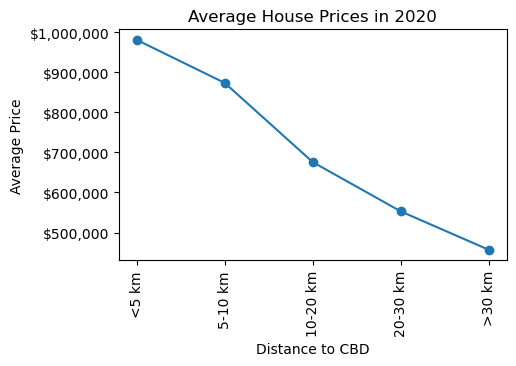 Average House Prices in 2020
$1,000,000
$900,000
$800,000
$700,000
$600,000
$500,000
Average Price
<5 km
5-10 km
10-20 km
20-30 km
>30 km
Distance to CBD